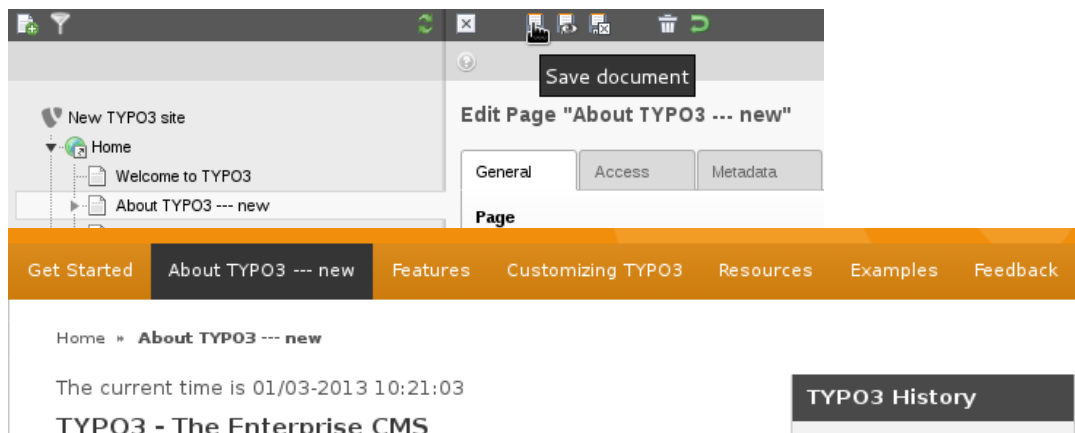 Save document
New TYPO3 site
Home
Welcome to TYPO3
About TYPO3 --- new
Edit Page "About TYPO3 --- new"
General Access Metadata
Page
Get Started About TYPO3 --- new Features Customizing TYPO3 Resources Examples Feedback
Home » About TYPO3 --- new
The current time is 01/03-2013 10:21:03
TYPO3 - The Enterprise CMS
TYPO3 History